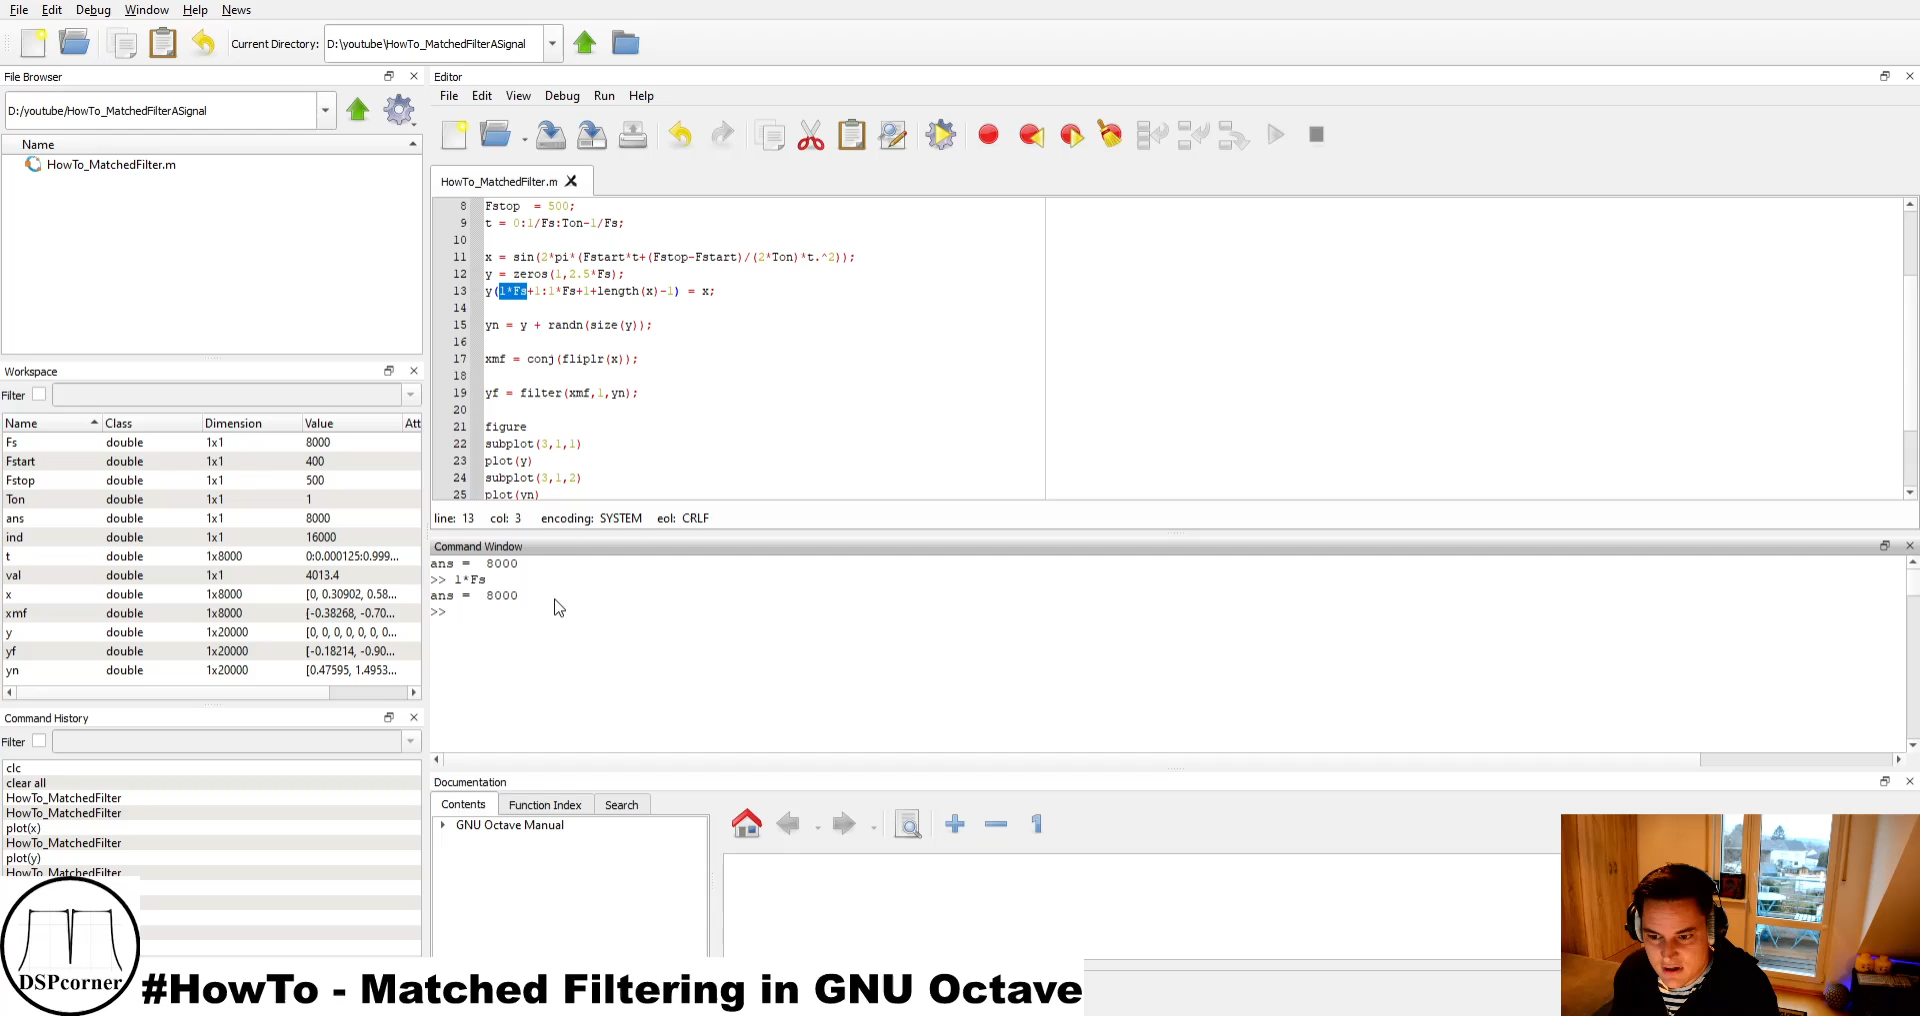 File Edit Debug Window Help News
Current Directory: D:\youtube\HowTo_MatchedFilterASignal
File Browser
D:/youtube/HowTo_MatchedFilterASignal
Name
HowTo_MatchedFilter.m
Workspace
Filter
Name Class Dimension Value Att
Fs double 1x1 8000
Fstart double 1x1 400
Fstop double 1x1 500
Ton double 1x1 1
ans double 1x1 8000
ind double 1x1 16000
t double 1x8000 0:0.000125:0.999...
val double 1x1 4013.4
x double 1x8000 [0, 0.30902, 0.58...
xmf double 1x8000 [-0.38268, -0.70...
y double 1x20000 [0, 0, 0, 0, 0, 0, 0...
yf double 1x20000 [-0.18214, -0.90...
yn double 1x20000 [0.47595, 1.4953...
Command History
Filter
clc
clear all
HowTo_MatchedFilter
HowTo_MatchedFilter
plot(x)
HowTo_MatchedFilter
plot(y)
HowTo_MatchedFilter
Editor
File Edit View Debug Run Help
HowTo_MatchedFilter.m
8 Fstop = 500;
9 t = 0:1/Fs:Ton-1/Fs;
10
11 x = sin(2*pi*(Fstart*t+(Fstop-Fstart)/(2*Ton)*t.^2));
12 y = zeros(1,2.5*Fs);
13 y(1*Fs+1:1*Fs+1+length(x)-1) = x;
14
15 yn = y + randn(size(y));
16
17 xmf = conj(fliplr(x));
18
19 yf = filter(xmf,1,yn);
20
21 figure
22 subplot(3,1,1)
23 plot(y)
24 subplot(3,1,2)
25 plot(yn)
line: 13 col: 3 encoding: SYSTEM eol: CRLF
Command Window
ans = 8000
>> 1*Fs
ans = 8000
>>
Documentation
Contents Function Index Search
GNU Octave Manual
1
DSPcorner
#HowTo - Matched Filtering in GNU Octave